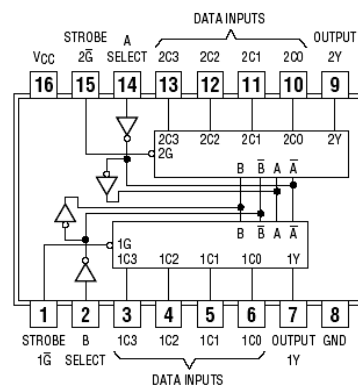 DATA INPUTS
STROBE A OUTPUT
VCC 2G̅ SELECT 2C3 2C2 2C1 2C0 2Y
16 15 14 13 12 11 10 9
2C3 2C2 2C1 2C0 2Y
2G
B B̅ A A̅
B B̅ A A̅
1G
1C3 1C2 1C1 1C0 1Y
1 2 3 4 5 6 7 8
STROBE B 1C3 1C2 1C1 1C0 OUTPUT GND
1G̅ SELECT 1Y
DATA INPUTS